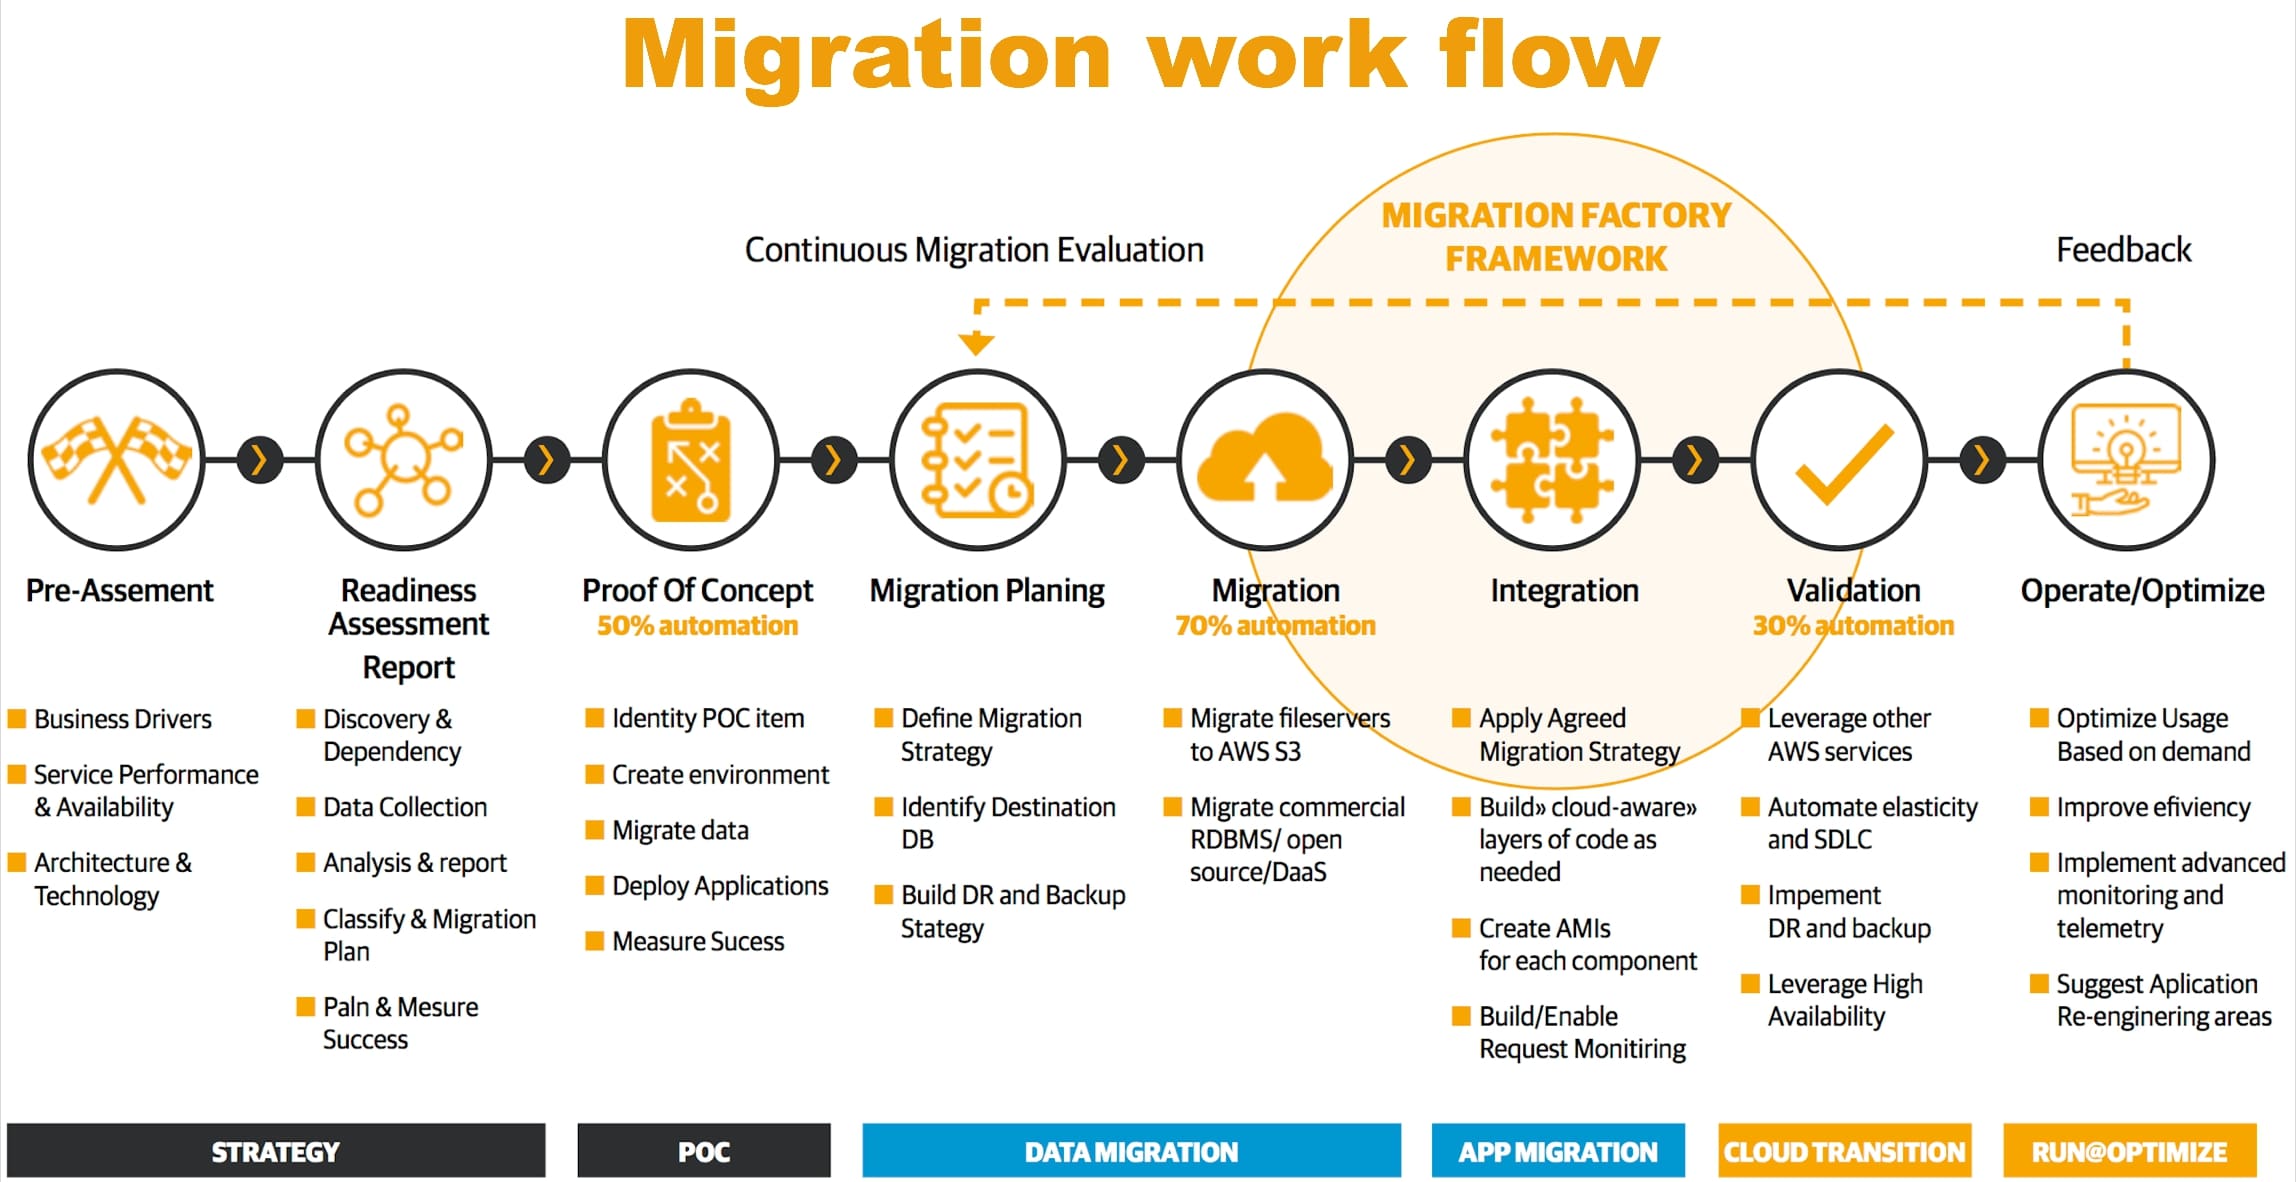 Migration work flow
MIGRATION FACTORY
FRAMEWORK
Continuous Migration Evaluation
Feedback
Pre-Assement
Readiness
Assessment
Report
Proof Of Concept
50% automation
Migration Planing
Migration
70% automation
Integration
Validation
30% automation
Operate/Optimize
Business Drivers
Service Performance
& Availability
Architecture &
Technology
Discovery &
Dependency
Data Collection
Analysis & report
Classify & Migration
Plan
Paln & Mesure
Success
Identity POC item
Create environment
Migrate data
Deploy Applications
Measure Sucess
Define Migration
Strategy
Identify Destination
DB
Build DR and Backup
Stategy
Migrate fileservers
to AWS S3
Migrate commercial
RDBMS/ open
source/DaaS
Apply Agreed
Migration Strategy
Build» cloud-aware»
layers of code as
needed
Create AMIs
for each component
Build/Enable
Request Monitiring
Leverage other
AWS services
Automate elasticity
and SDLC
Impement
DR and backup
Leverage High
Availability
Optimize Usage
Based on demand
Improve efiviency
Implement advanced
monitoring and
telemetry
Suggest Aplication
Re-enginering areas
STRATEGY
POC
DATA MIGRATION
APP MIGRATION
CLOUD TRANSITION
RUN@OPTIMIZE